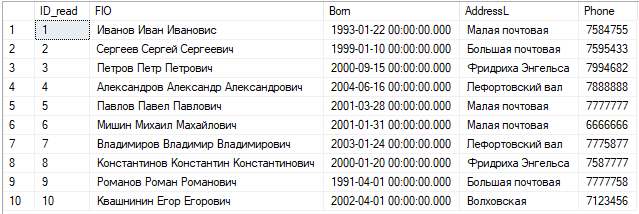 ID_read FIO Born AddressL Phone
1 1 Иванов Иван Ивановис 1993-01-22 00:00:00.000 Малая почтовая 7584755
2 2 Сергеев Сергей Сергеевич 1999-01-10 00:00:00.000 Большая почтовая 7595433
3 3 Петров Петр Петрович 2000-09-15 00:00:00.000 Фридриха Энгельса 7994682
4 4 Александров Александр Александрович 2004-06-16 00:00:00.000 Лефортовский вал 7888888
5 5 Павлов Павел Павлович 2001-03-28 00:00:00.000 Малая почтовая 7777777
6 6 Мишин Михаил Махайлович 2001-01-31 00:00:00.000 Малая почтовая 6666666
7 7 Владимиров Владимир Владимирович 2003-01-24 00:00:00.000 Лефортовский вал 7775877
8 8 Константинов Константин Константинович 2000-01-20 00:00:00.000 Фридриха Энгельса 7587777
9 9 Романов Роман Романович 1991-04-01 00:00:00.000 Большая почтовая 7777758
10 10 Квашнинин Егор Егорович 2002-04-01 00:00:00.000 Волховская 7123456